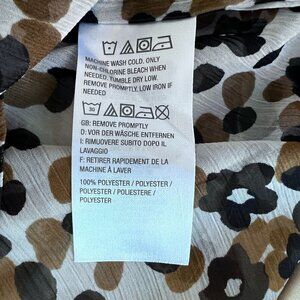 MACHINE WASH COLD. ONLY
NON-CHLORINE BLEACH WHEN
NEEDED. TUMBLE DRY LOW.
REMOVE PROMPTLY. LOW IRON IF
NEEDED
30
GB: REMOVE PROMPTLY
D: VOR DER WÄSCHE ENTFERNEN
I: RIMUOVERE SUBITO DOPO IL
LAVAGGIO
F: RETIRER RAPIDEMENT DE LA
MACHINE À LAVER
100% POLYESTER / POLYESTER
/ POLYESTER / POLIESTERE /
POLYESTER